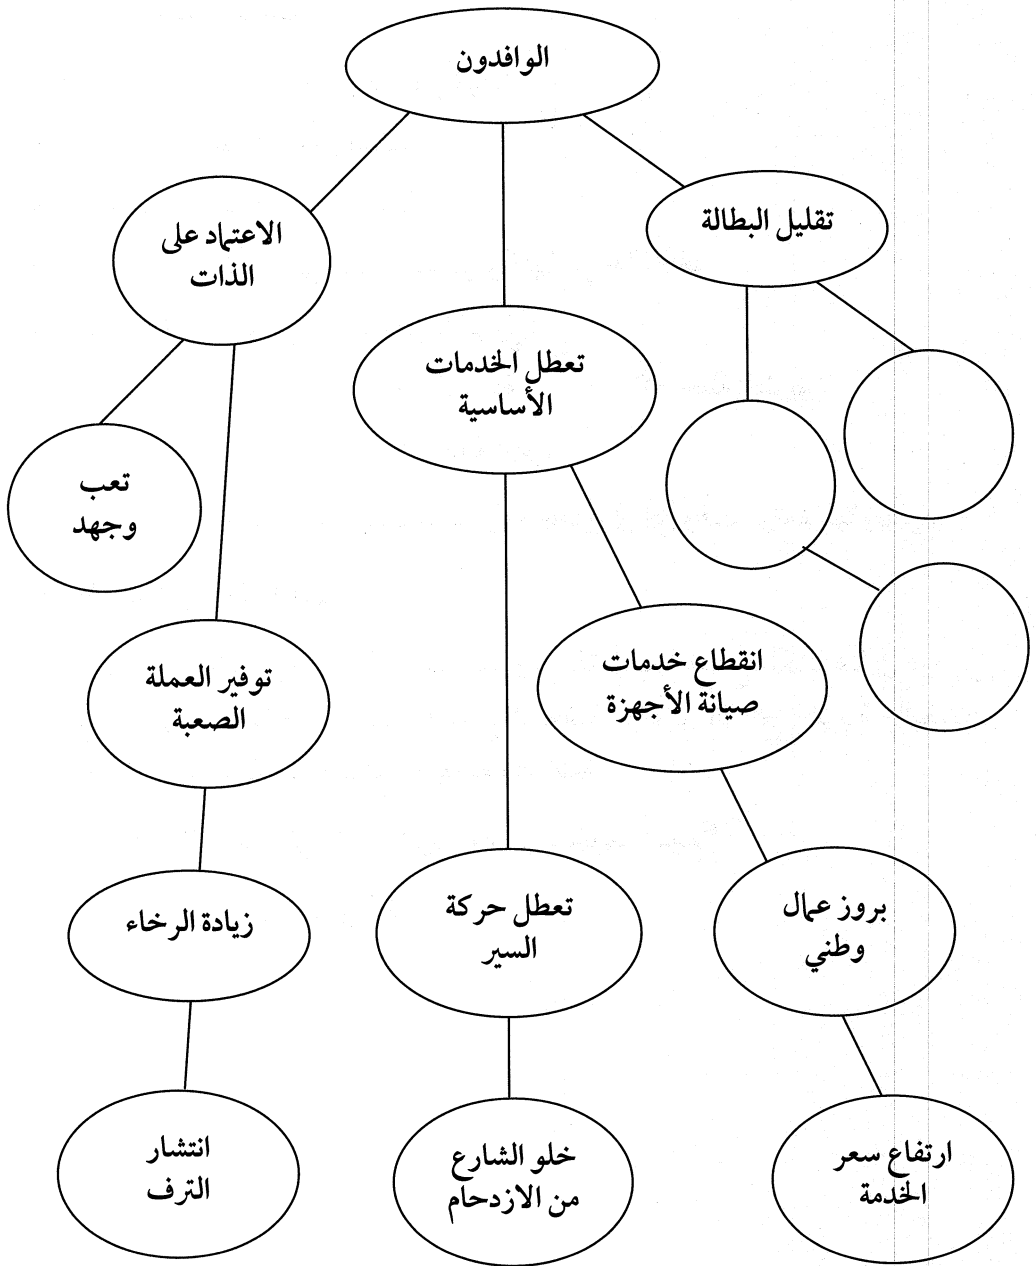 الوافدون
تقليل البطالة
الاعتماد على
الذات
تعطل الخدمات
الأساسية
تعب
وجهد
انقطاع خدمات
صيانة الأجهزة
توفير العملة
الصعبة
بروز عمال
وطني
تعطل حركة
السير
زيادة الرخاء
ارتفاع سعر
الخدمة
خلو الشارع
من الازدحام
انتشار
الترف